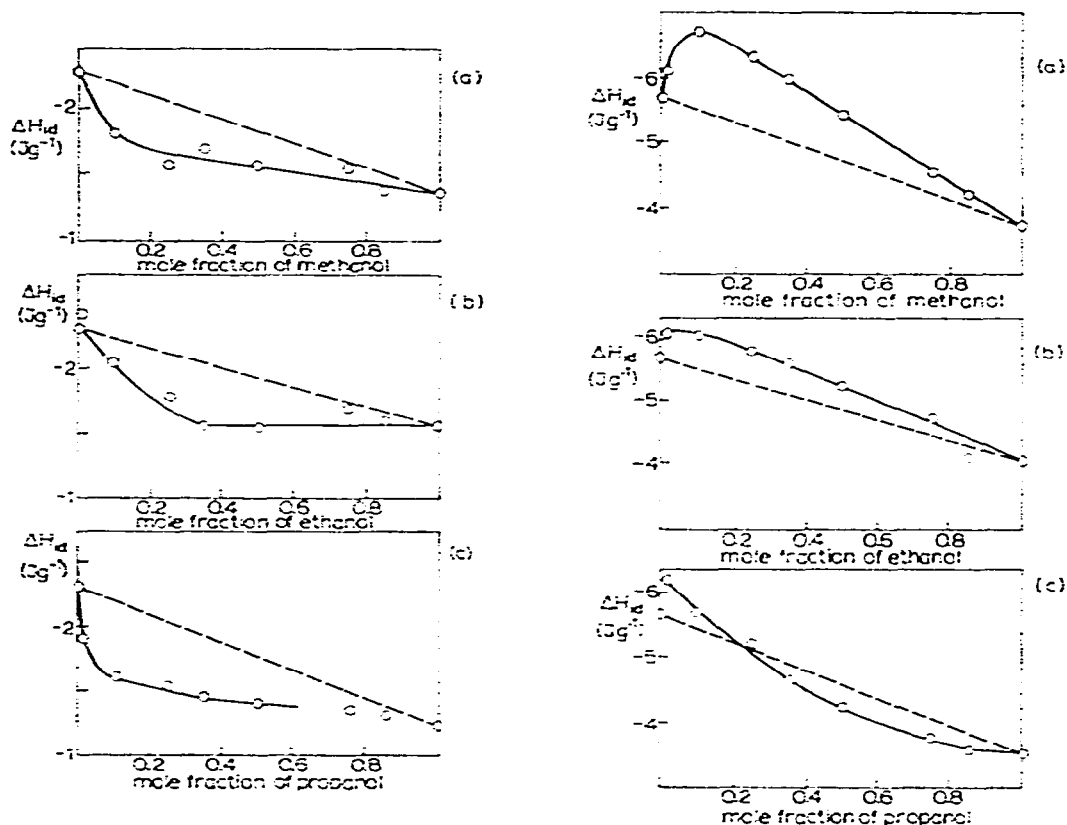 (a)
-2
ΔH_id
(Jg⁻¹)
-1
0.2 0.4 0.6 0.8
mole fraction of methanol
(b)
ΔH_id
(Jg⁻¹)
-2
-1
0.2 0.4 0.6 0.8
mole fraction of ethanol
(c)
ΔH_id
(Jg⁻¹)
-2
-1
0.2 0.4 0.6 0.8
mole fraction of propanol
(a)
-6
ΔH_id
(Jg⁻¹)
-5
-4
0.2 0.4 0.6 0.8
mole fraction of methanol
(b)
-6
ΔH_id
(Jg⁻¹)
-5
-4
0.2 0.4 0.6 0.8
mole fraction of ethanol
(c)
-6
ΔH_id
(Jg⁻¹)
-5
-4
0.2 0.4 0.6 0.8
mole fraction of propanol